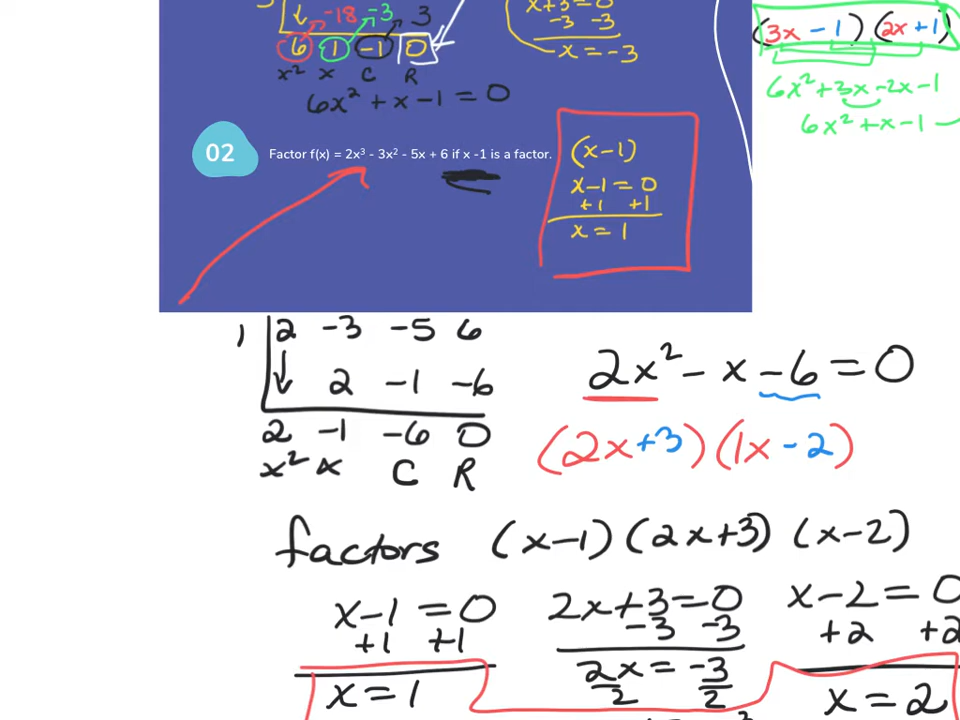 -18 -3 3
6 1 -1 0
x² x C R
6x² + x - 1 = 0
x+3=0
-3 -3
x = -3
(3x - 1)(2x + 1)
6x² + 3x - 2x - 1
6x² + x - 1
02
Factor f(x) = 2x³ - 3x² - 5x + 6 if x -1 is a factor.
(x-1)
x-1=0
+1 +1
x = 1
1 2 -3 -5 6
2 -1 -6
2 -1 -6 0
x² x C R
2x² - x - 6 = 0
(2x+3)(1x-2)
factors (x-1)(2x+3)(x-2)
x-1=0
+1 +1
x = 1
2x+3=0
-3 -3
2x = -3
2 2
x-2=0
+2 +2
x = 2